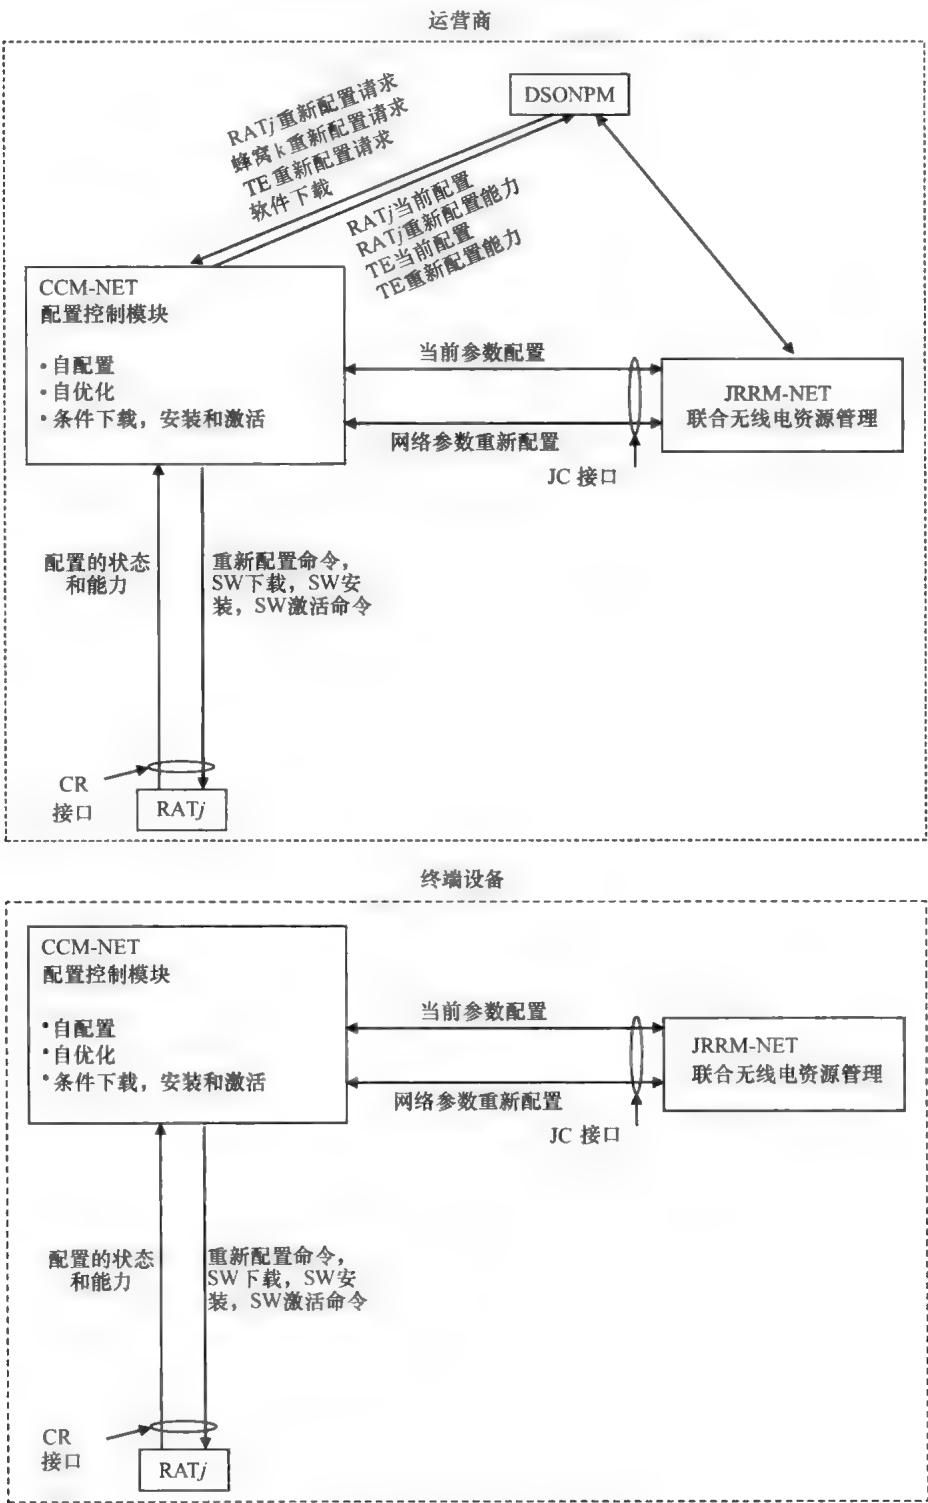 运营商
DSONPM
RATj重新配置请求
蜂窝k重新配置请求
TE重新配置请求
软件下载
RATj当前配置
RATj重新配置能力
TE当前配置
TE重新配置能力
CCM-NET
配置控制模块
•自配置
•自优化
•条件下载，安装和激活
当前参数配置
网络参数重新配置
JC 接口
JRRM-NET
联合无线电资源管理
配置的状态
和能力
重新配置命令，
SW下载，SW安
装，SW激活命令
CR
接口
RATj
终端设备
CCM-NET
配置控制模块
•自配置
•自优化
•条件下载，安装和激活
当前参数配置
网络参数重新配置
JC 接口
JRRM-NET
联合无线电资源管理
配置的状态
和能力
重新配置命令，
SW下载，SW安
装，SW激活命令
CR
接口
RATj